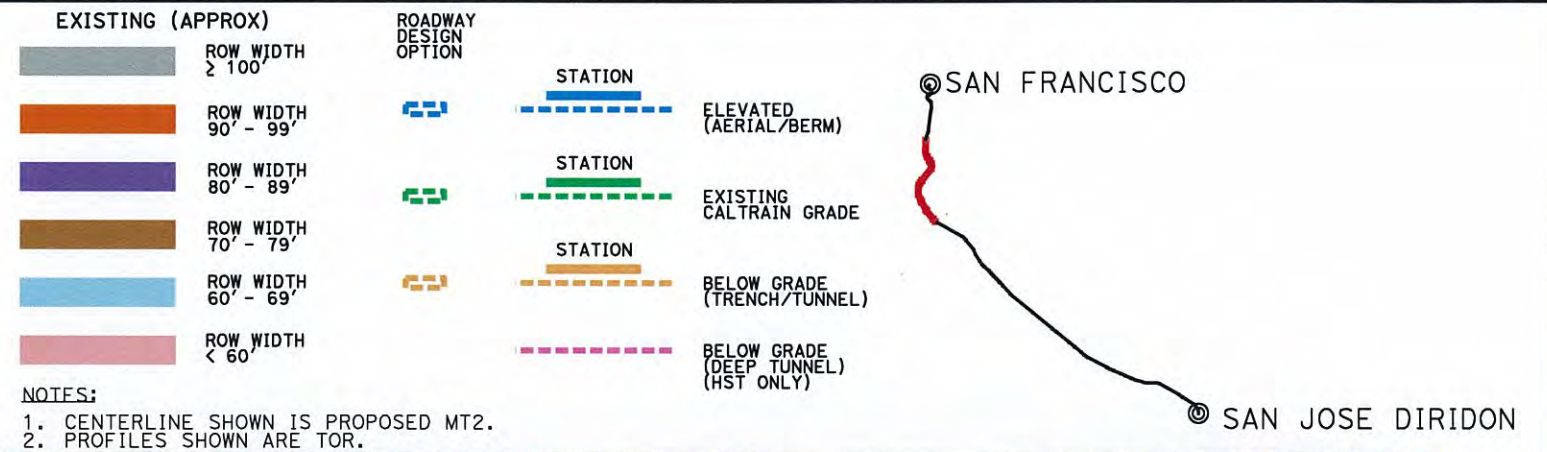 EXISTING (APPROX)
ROW WIDTH
≥ 100'
ROW WIDTH
90' - 99'
ROW WIDTH
80' - 89'
ROW WIDTH
70' - 79'
ROW WIDTH
60' - 69'
ROW WIDTH
< 60'
ROADWAY
DESIGN
OPTION
STATION
ELEVATED
(AERIAL/BERM)
STATION
EXISTING
CALTRAIN GRADE
STATION
BELOW GRADE
(TRENCH/TUNNEL)
BELOW GRADE
(DEEP TUNNEL)
(HST ONLY)
NOTES:
1. CENTERLINE SHOWN IS PROPOSED MT2.
2. PROFILES SHOWN ARE TOR.
SAN FRANCISCO
SAN JOSE DIRIDON